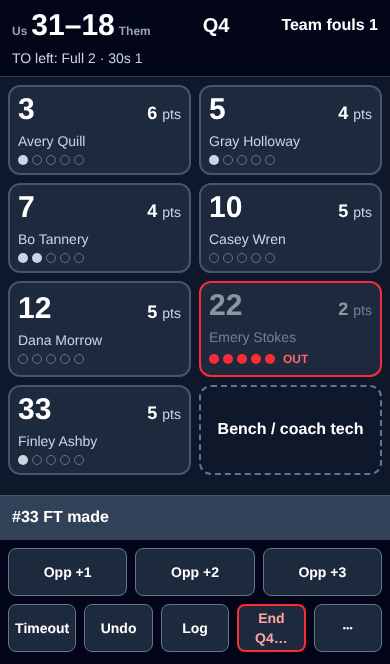 Us 31–18 Them Q4 Team fouls 1
TO left: Full 2 · 30s 1
3 6 pts
Avery Quill
5 4 pts
Gray Holloway
7 4 pts
Bo Tannery
10 5 pts
Casey Wren
12 5 pts
Dana Morrow
22 2 pts
Emery Stokes
OUT
33 5 pts
Finley Ashby
Bench / coach tech
#33 FT made
Opp +1 Opp +2 Opp +3
Timeout Undo Log End Q4… ···